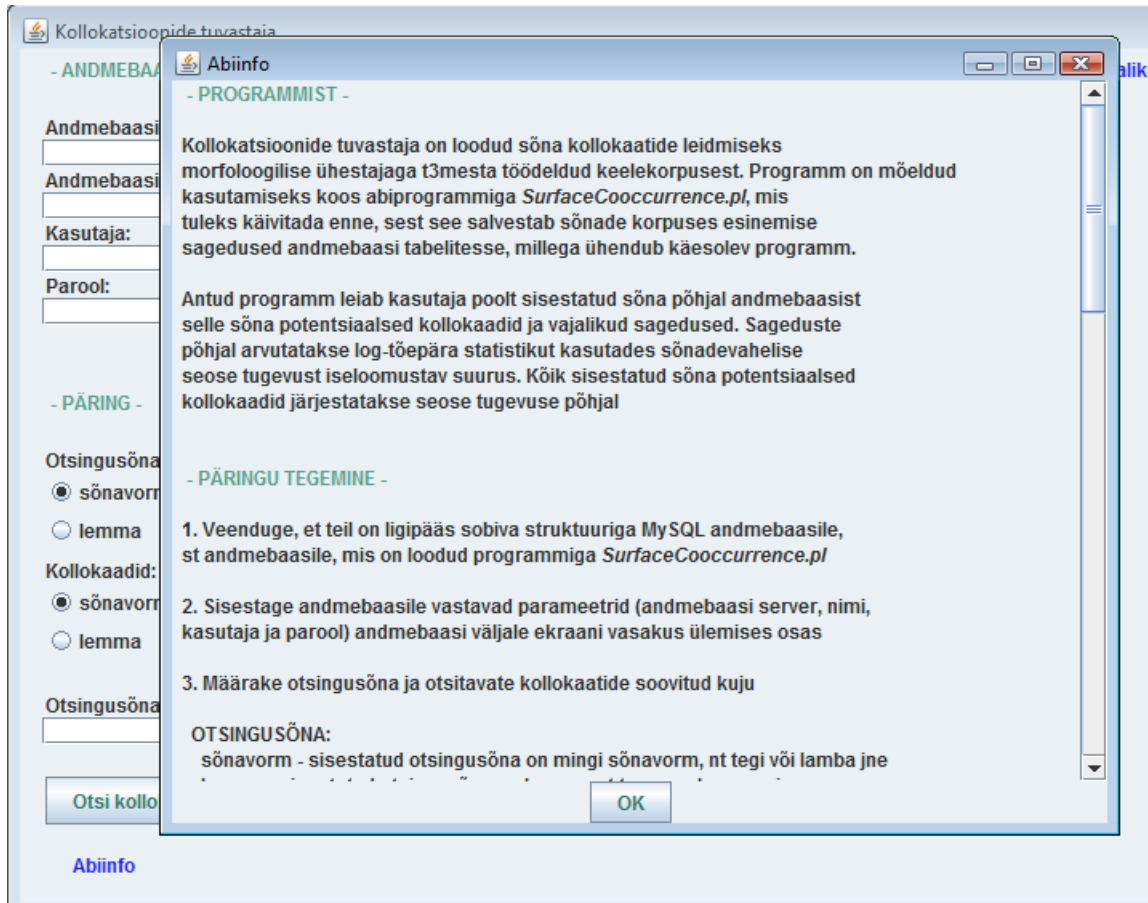 Kollokatsioonide tuvastaja
- ANDMEBAA
alik
Andmebaasi
Andmebaasi
Kasutaja:
Parool:
- PÄRING -
Otsingusõna
sõnavorm
lemma
Kollokaadid:
sõnavorm
lemma
Otsingusõna
Otsi kollo
Abiinfo
Abiinfo
- PROGRAMMIST -
Kollokatsioonide tuvastaja on loodud sõna kollokaatide leidmiseks
morfoloogilise ühestajaga t3mesta töödeldud keelekorpusest. Programm on mõeldud
kasutamiseks koos abiprogrammiga SurfaceCooccurrence.pl, mis
tuleks käivitada enne, sest see salvestab sõnade korpuses esinemise
sagedused andmebaasi tabelitesse, millega ühendub käesolev programm.
Antud programm leiab kasutaja poolt sisestatud sõna põhjal andmebaasist
selle sõna potentsiaalsed kollokaadid ja vajalikud sagedused. Sageduste
põhjal arvutatakse log-tõepära statistikut kasutades sõnadevahelise
seose tugevust iseloomustav suurus. Kõik sisestatud sõna potentsiaalsed
kollokaadid järjestatakse seose tugevuse põhjal
- PÄRINGU TEGEMINE -
1. Veenduge, et teil on ligipääs sobiva struktuuriga MySQL andmebaasile,
st andmebaasile, mis on loodud programmiga SurfaceCooccurrence.pl
2. Sisestage andmebaasile vastavad parameetrid (andmebaasi server, nimi,
kasutaja ja parool) andmebaasi väljale ekraani vasakus ülemises osas
3. Määrake otsingusõna ja otsitavate kollokaatide soovitud kuju
OTSINGUSÕNA:
sõnavorm - sisestatud otsingusõna on mingi sõnavorm, nt tegi või lamba jne
OK